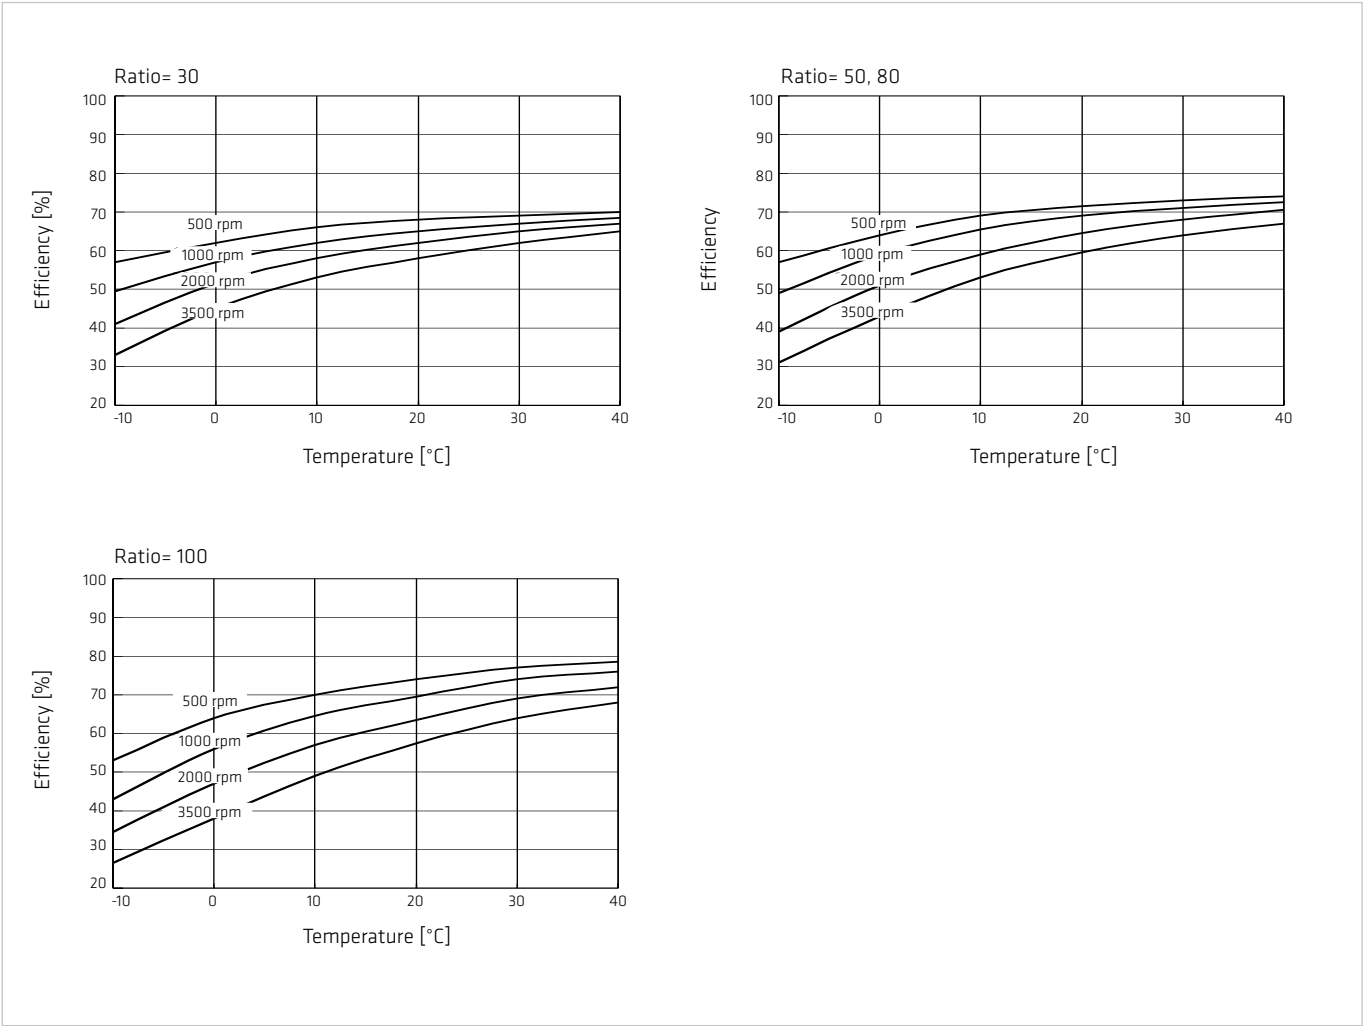 Ratio= 30
100
90
80
70
60
50
40
30
20
Efficiency [%]
500 rpm
1000 rpm
2000 rpm
3500 rpm
-10 0 10 20 30 40
Temperature [°C]
Ratio= 50, 80
100
90
80
70
60
50
40
30
20
Efficiency
500 rpm
1000 rpm
2000 rpm
3500 rpm
-10 0 10 20 30 40
Temperature [°C]
Ratio= 100
100
90
80
70
60
50
40
30
20
Efficiency [%]
500 rpm
1000 rpm
2000 rpm
3500 rpm
-10 0 10 20 30 40
Temperature [°C]